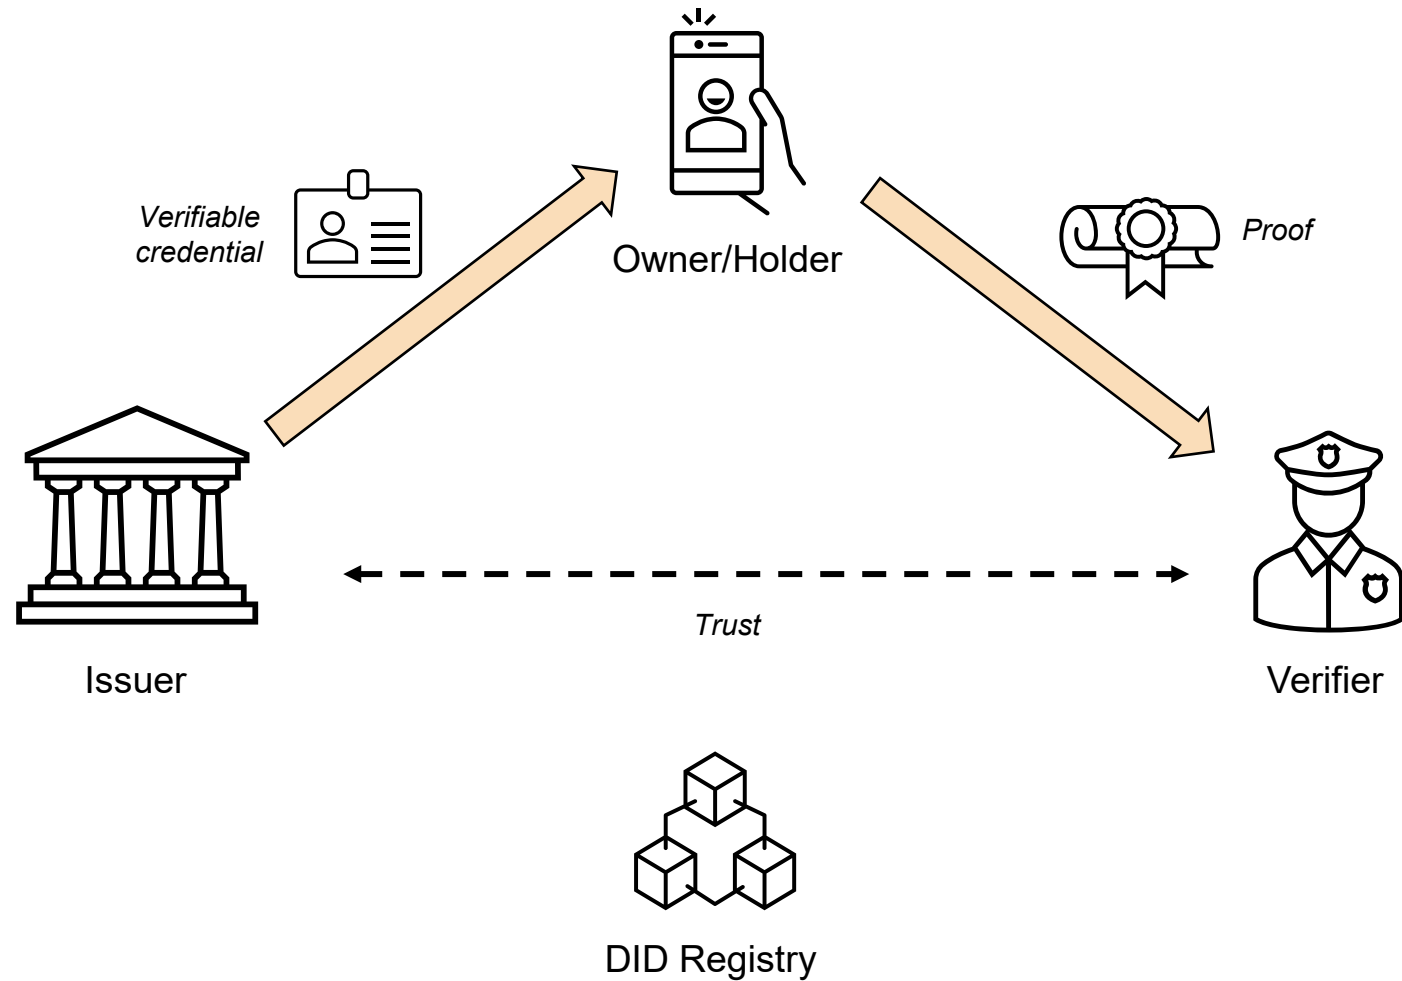 Verifiable
credential
Owner/Holder
Proof
Trust
Issuer
Verifier
DID Registry